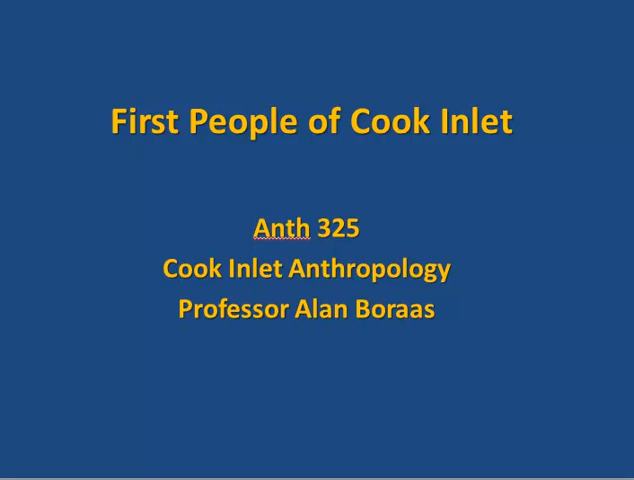 First People of Cook Inlet
Anth 325
Cook Inlet Anthropology
Professor Alan Boraas